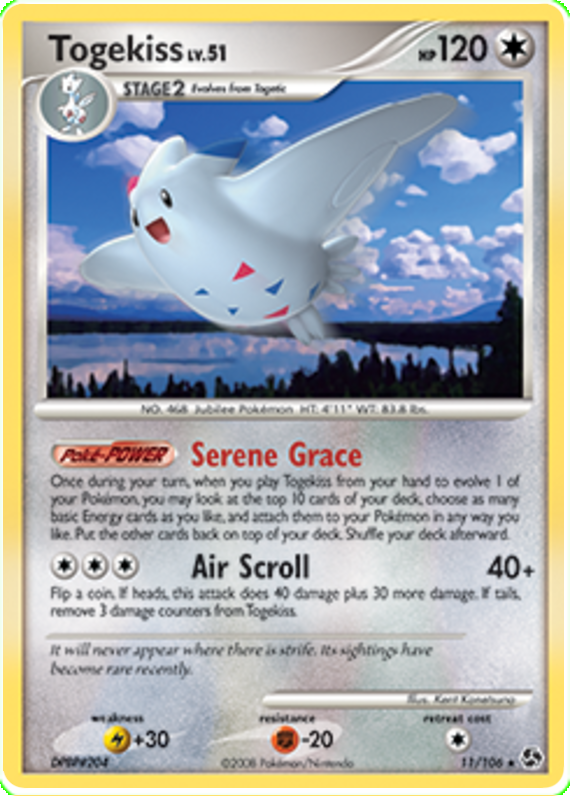 Togekiss LV.51 HP 120
STAGE 2 Evolves from Togetic
NO. 468 Jubilee Pokémon HT: 4'11" WT: 83.8 lbs.
Poké-POWER Serene Grace
Once during your turn, when you play Togekiss from your hand to evolve 1 of
your Pokémon, you may look at the top 10 cards of your deck, choose as many
basic Energy cards as you like, and attach them to your Pokémon in any way you
like. Put the other cards back on top of your deck. Shuffle your deck afterward.
Air Scroll 40+
Flip a coin. If heads, this attack does 40 damage plus 30 more damage. If tails,
remove 3 damage counters from Togekiss.
It will never appear where there is strife. Its sightings have
become rare recently.
Illus. Kent Kanetsuna
weakness resistance retreat cost
+30 -20
DPBP#204 ©2008 Pokémon/Nintendo 11/106